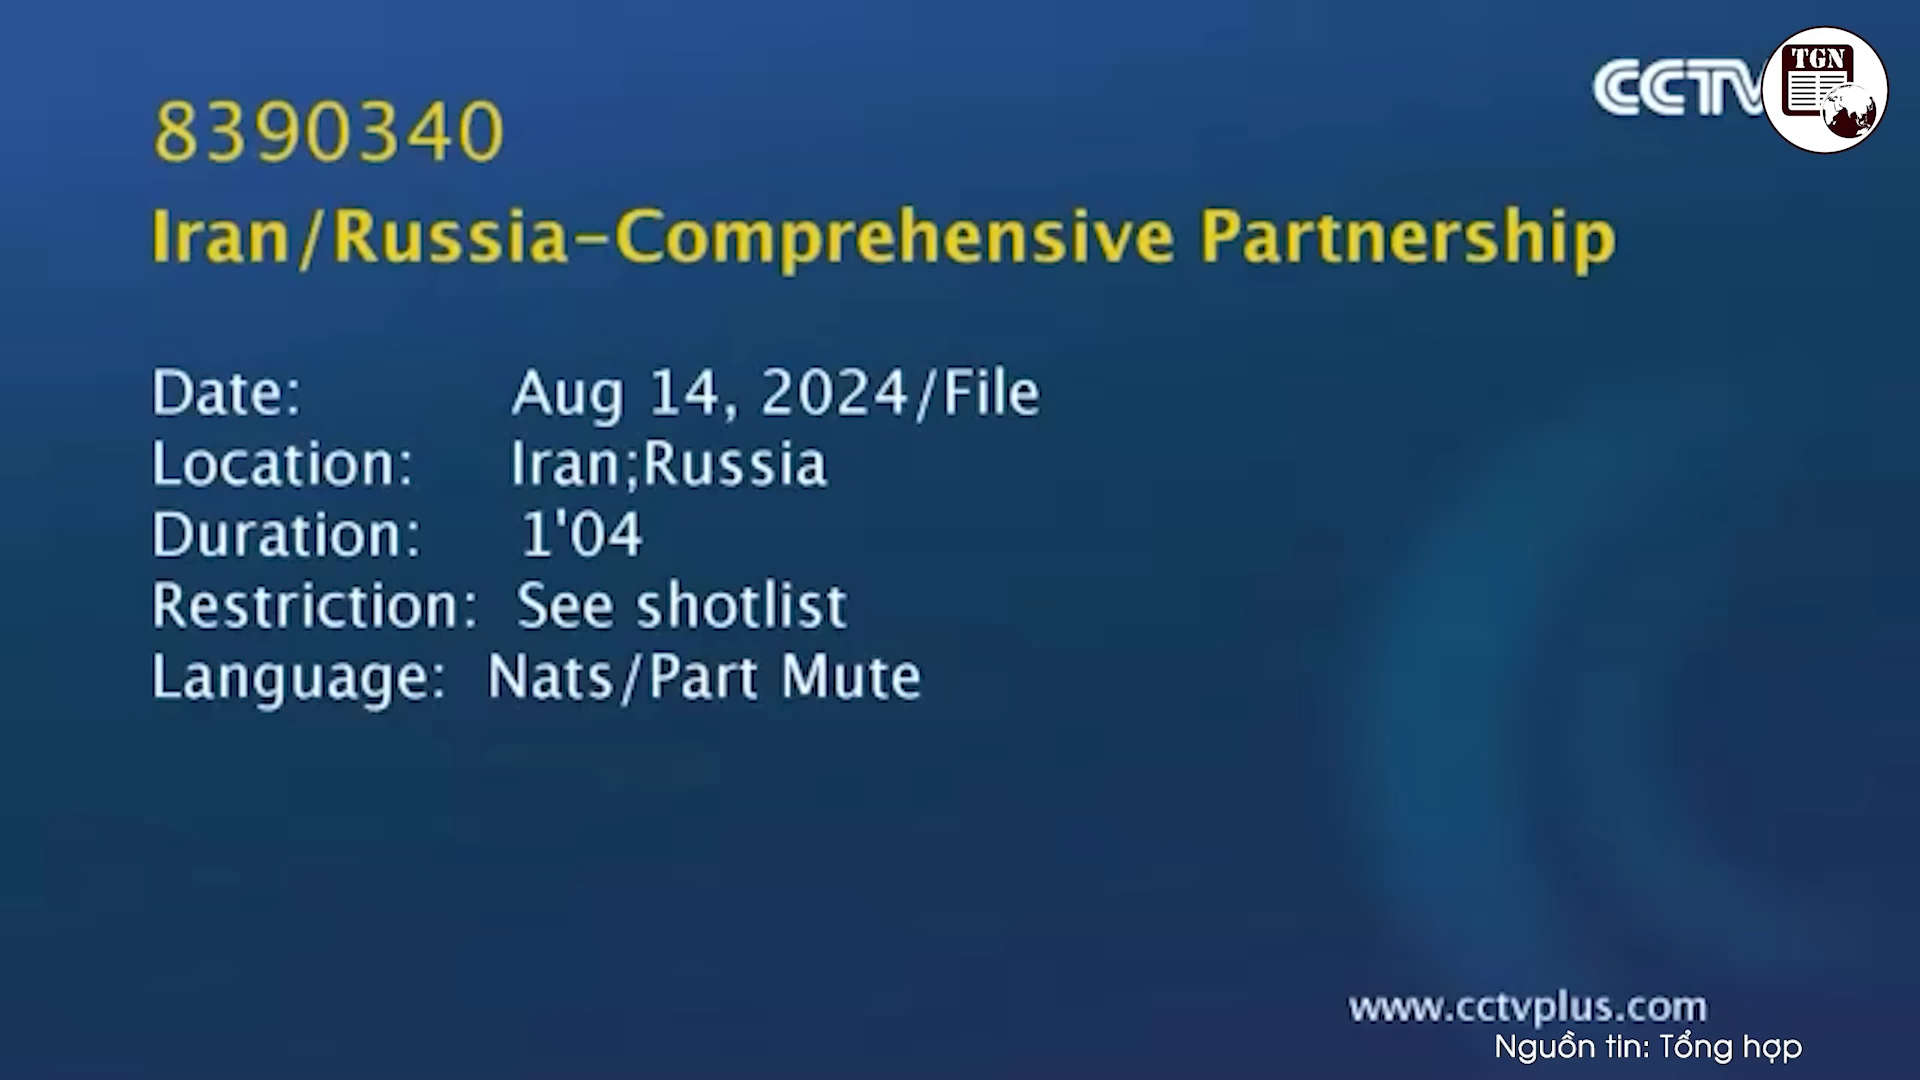 CCTV
TGN
8390340
Iran/Russia-Comprehensive Partnership
Date: Aug 14, 2024/File
Location: Iran;Russia
Duration: 1'04
Restriction: See shotlist
Language: Nats/Part Mute
www.cctvplus.com
Nguồn tin: Tổng hợp